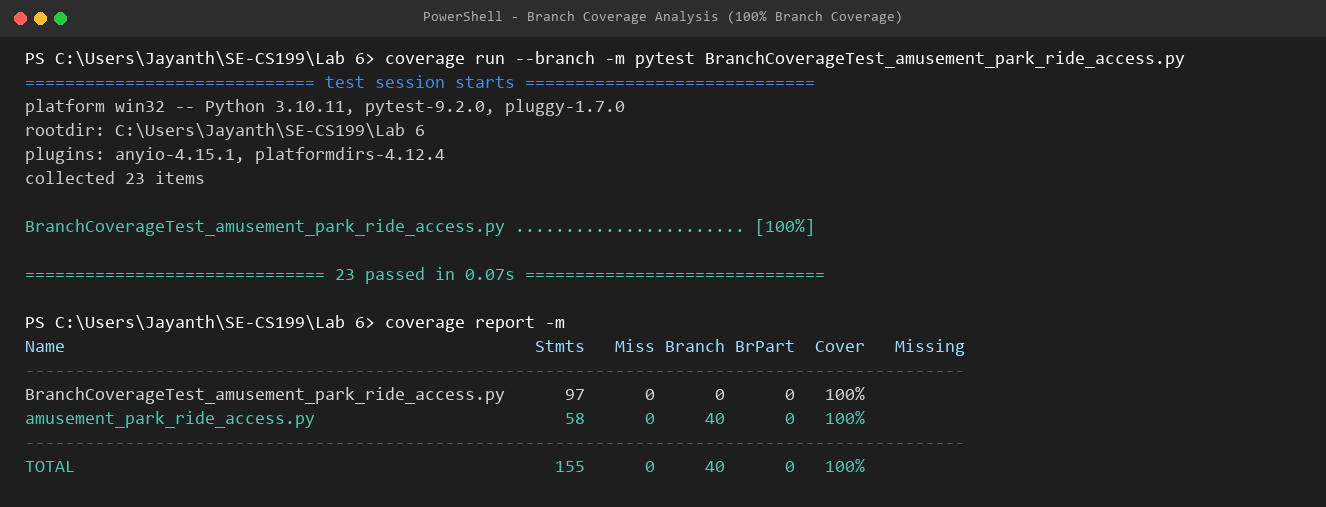 PowerShell - Branch Coverage Analysis (100% Branch Coverage)
PS C:\Users\Jayanth\SE-CS199\Lab 6> coverage run --branch -m pytest BranchCoverageTest_amusement_park_ride_access.py
============================= test session starts =============================
platform win32 -- Python 3.10.11, pytest-9.2.0, pluggy-1.7.0
rootdir: C:\Users\Jayanth\SE-CS199\Lab 6
plugins: anyio-4.15.1, platformdirs-4.12.4
collected 23 items
BranchCoverageTest_amusement_park_ride_access.py ....................... [100%]
============================== 23 passed in 0.07s ==============================
PS C:\Users\Jayanth\SE-CS199\Lab 6> coverage report -m
Name                                               Stmts   Miss Branch BrPart  Cover   Missing
----------------------------------------------------------------------------------------------
BranchCoverageTest_amusement_park_ride_access.py      97      0      0      0   100%
amusement_park_ride_access.py                         58      0     40      0   100%
----------------------------------------------------------------------------------------------
TOTAL                                                155      0     40      0   100%